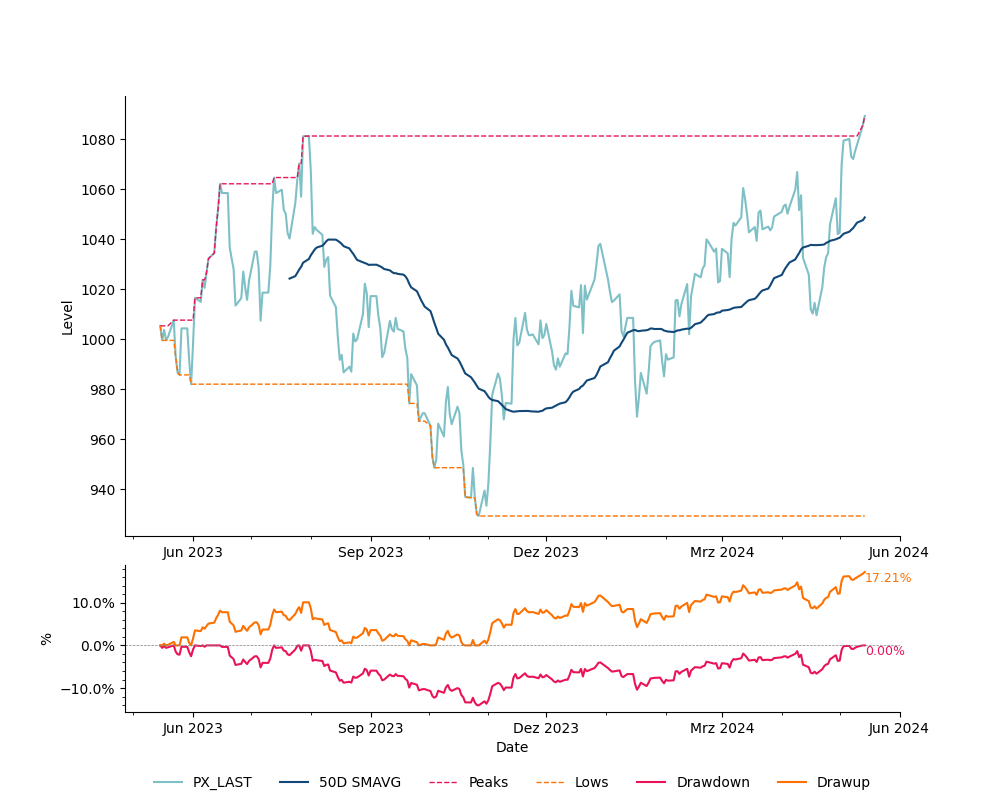 1080
1060
1040
1020
1000
980
960
940
Level
Jun 2023 Sep 2023 Dez 2023 Mrz 2024 Jun 2024
10.0%
0.0%
−10.0%
%
17.21%
0.00%
Jun 2023 Sep 2023 Dez 2023 Mrz 2024 Jun 2024
Date
PX_LAST 50D SMAVG Peaks Lows Drawdown Drawup